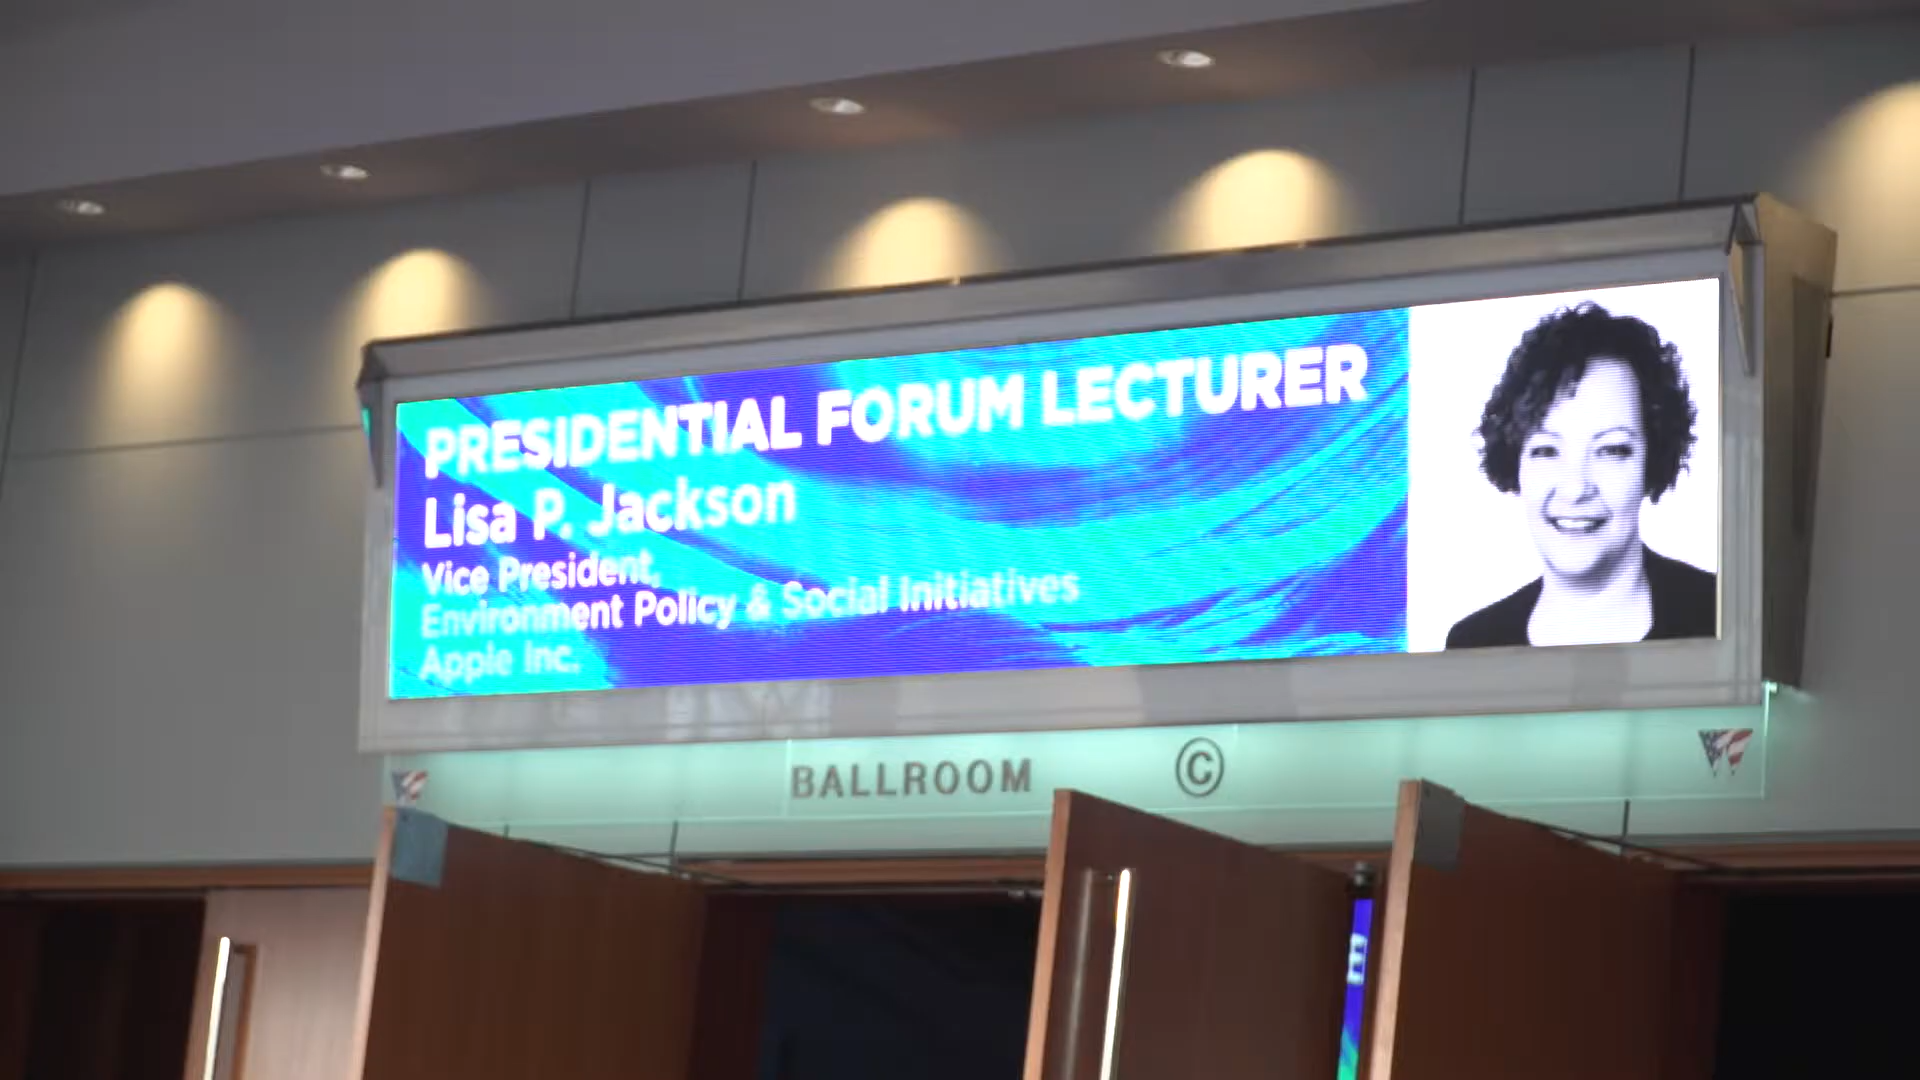 PRESIDENTIAL FORUM LECTURER
Lisa P. Jackson
Vice President,
Environment Policy & Social Initiatives
Apple Inc.
BALLROOM ©